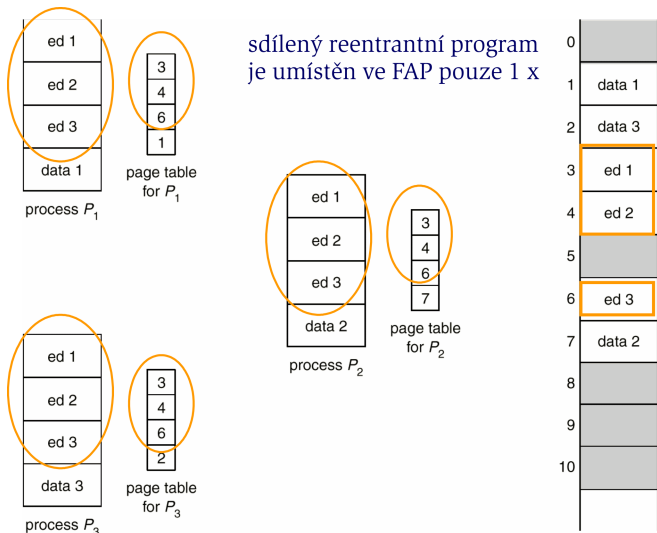 sdílený reentrantní program
je umístěn ve FAP pouze 1 x
ed 1
ed 2
ed 3
data 1
process P1
3
4
6
1
page table
for P1
ed 1
ed 2
ed 3
data 2
process P2
3
4
6
7
page table
for P2
ed 1
ed 2
ed 3
data 3
process P3
3
4
6
2
page table
for P3
0
1 data 1
2 data 3
3 ed 1
4 ed 2
5
6 ed 3
7 data 2
8
9
10